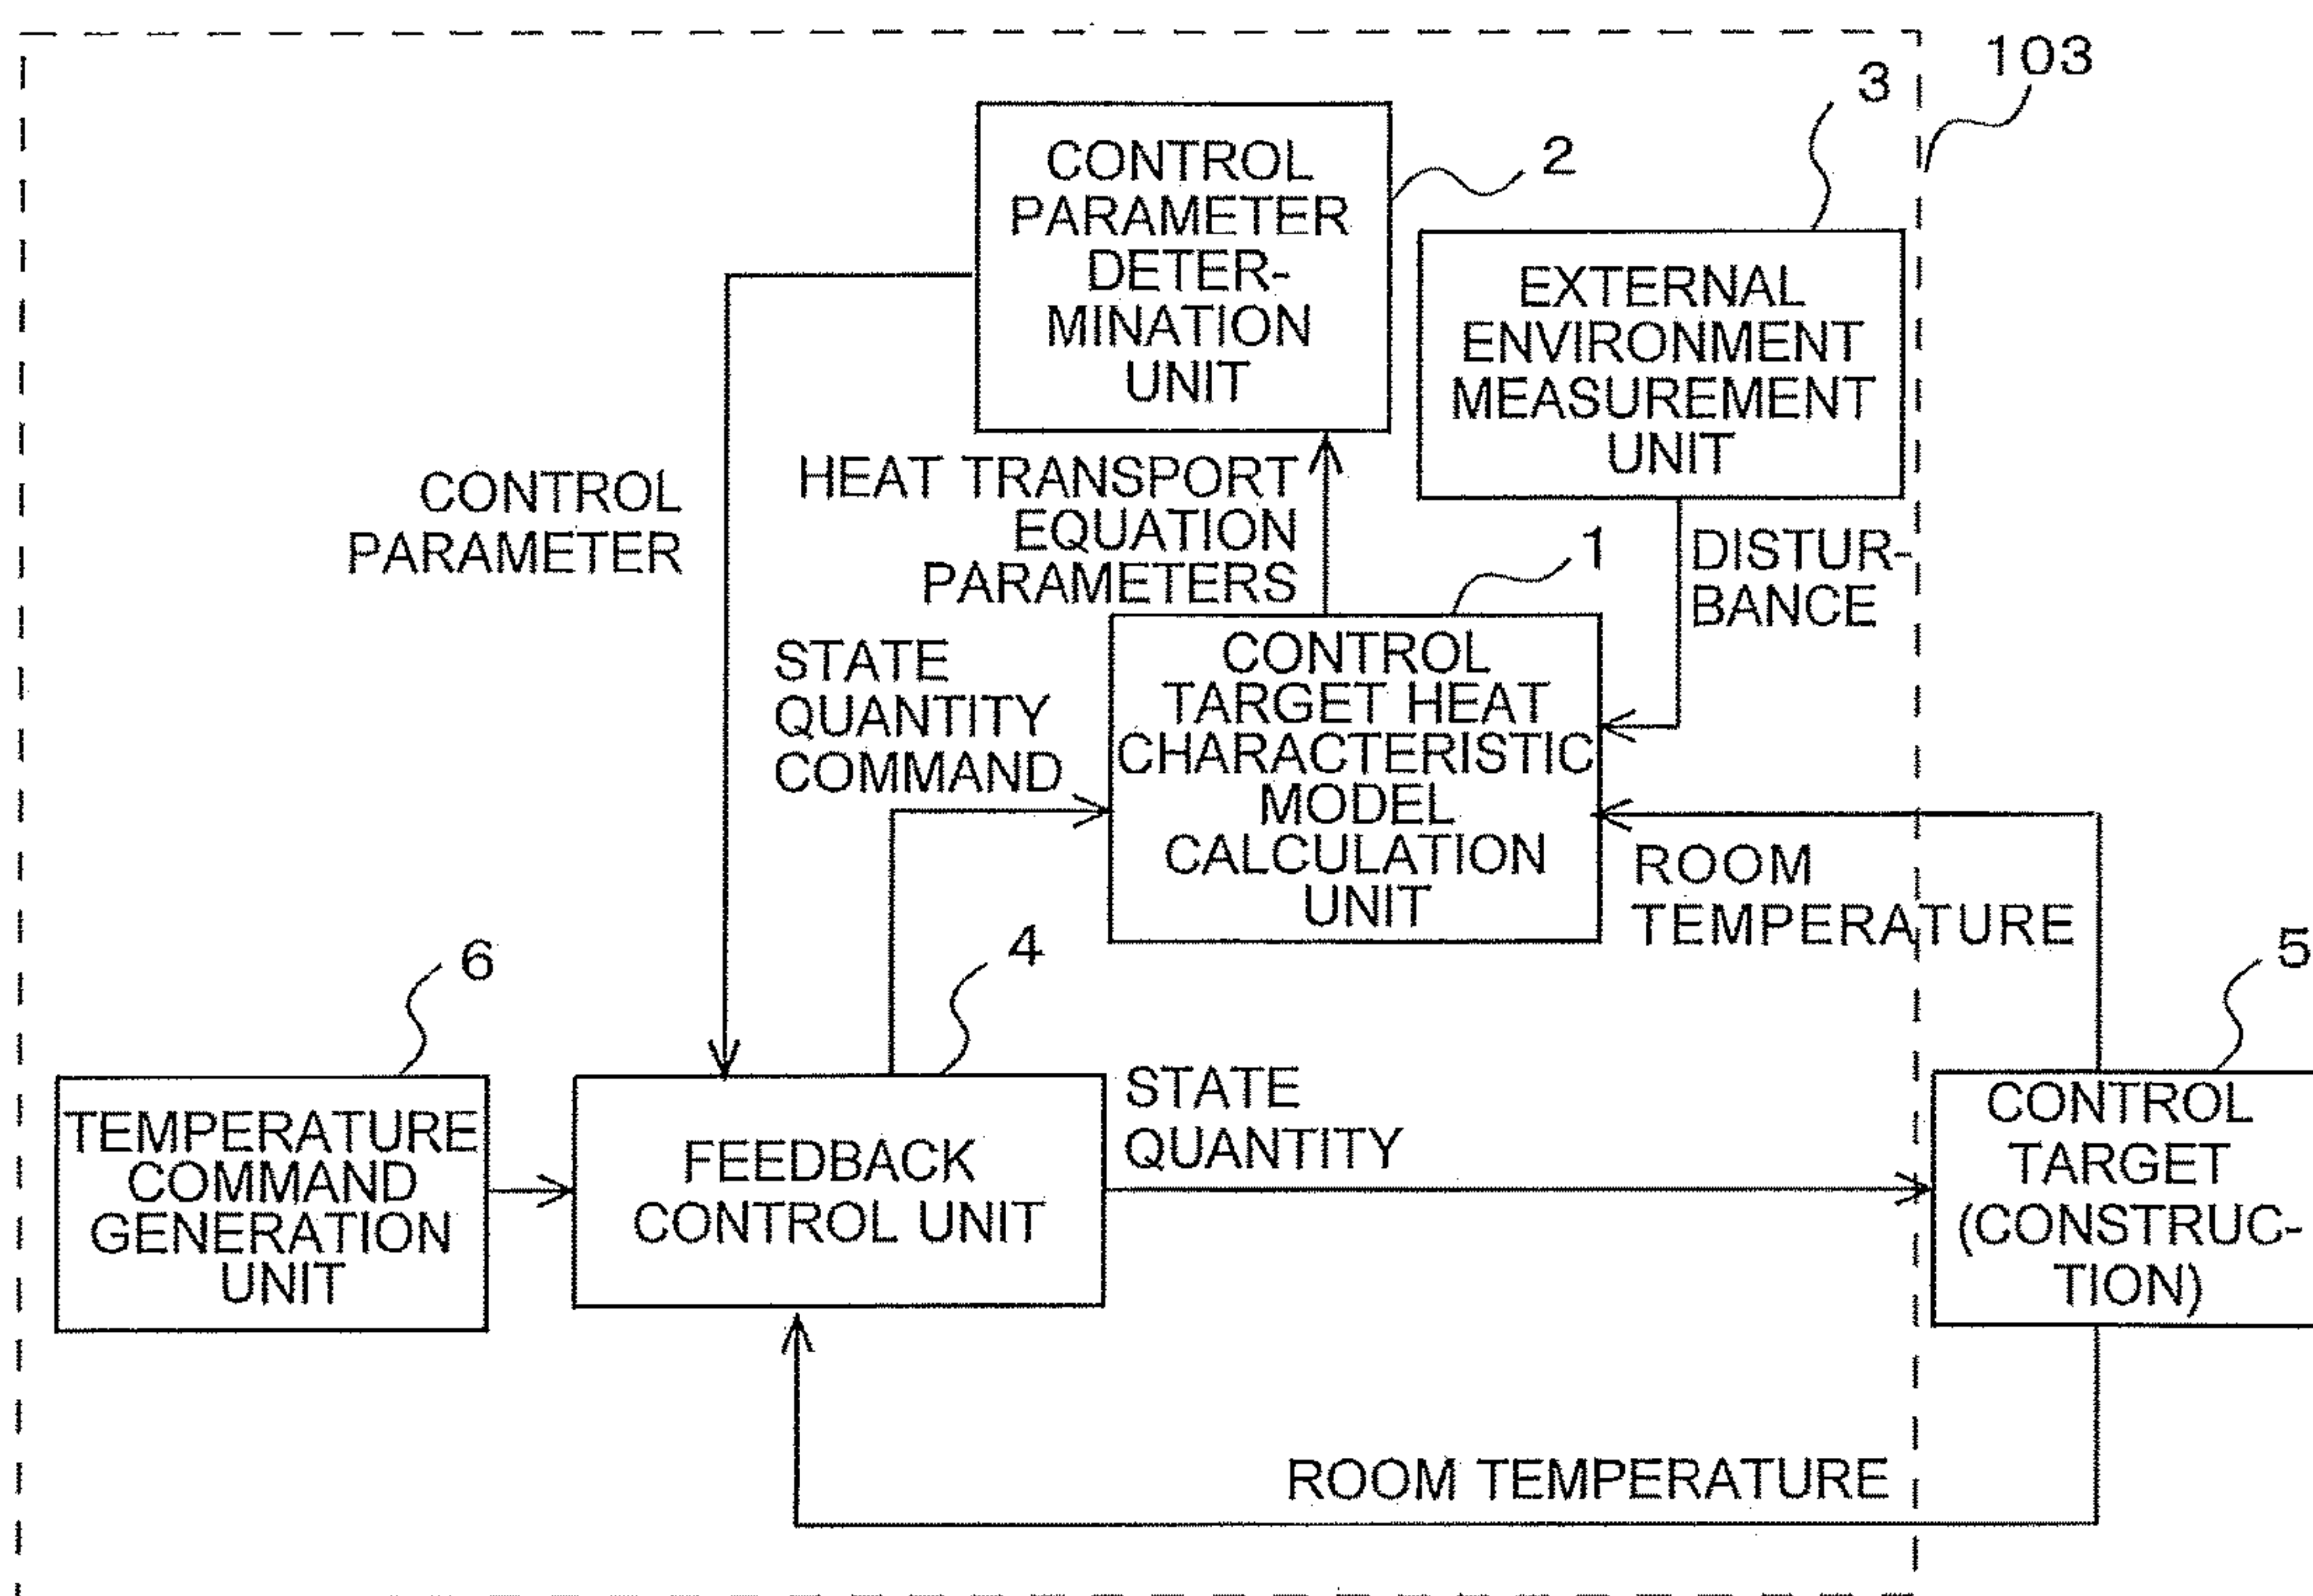 103
3
CONTROL
PARAMETER
DETER-
MINATION
UNIT
2
EXTERNAL
ENVIRONMENT
MEASUREMENT
UNIT
CONTROL
PARAMETER
HEAT TRANSPORT
EQUATION
PARAMETERS
1
DISTUR-
BANCE
STATE
QUANTITY
COMMAND
CONTROL
TARGET HEAT
CHARACTERISTIC
MODEL
CALCULATION
UNIT
ROOM
TEMPERATURE
6
4
5
TEMPERATURE
COMMAND
GENERATION
UNIT
FEEDBACK
CONTROL UNIT
STATE
QUANTITY
CONTROL
TARGET
(CONSTRUC-
TION)
ROOM TEMPERATURE